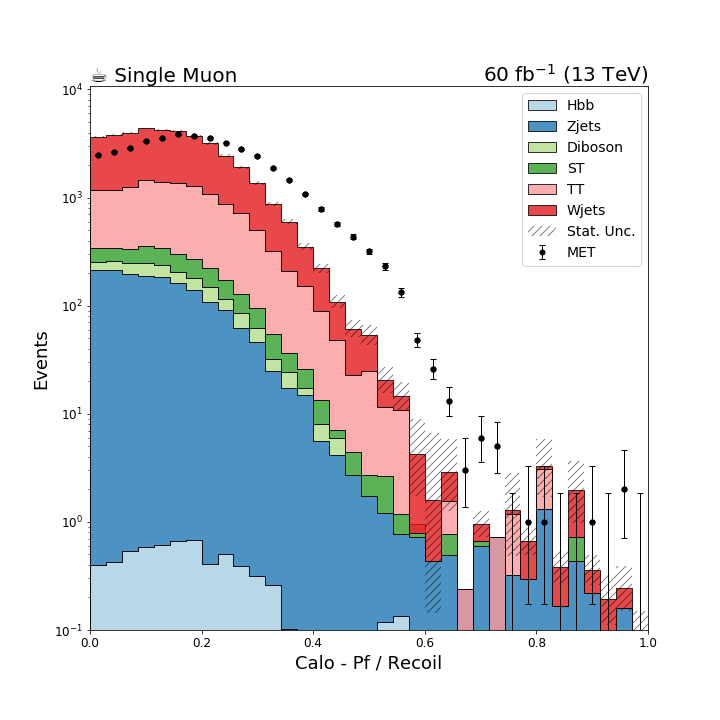 ☕ Single Muon
60 fb⁻¹ (13 TeV)
Hbb
Zjets
Diboson
ST
TT
Wjets
Stat. Unc.
MET
Events
10⁴
10³
10²
10¹
10⁰
10⁻¹
0.0 0.2 0.4 0.6 0.8 1.0
Calo - Pf / Recoil